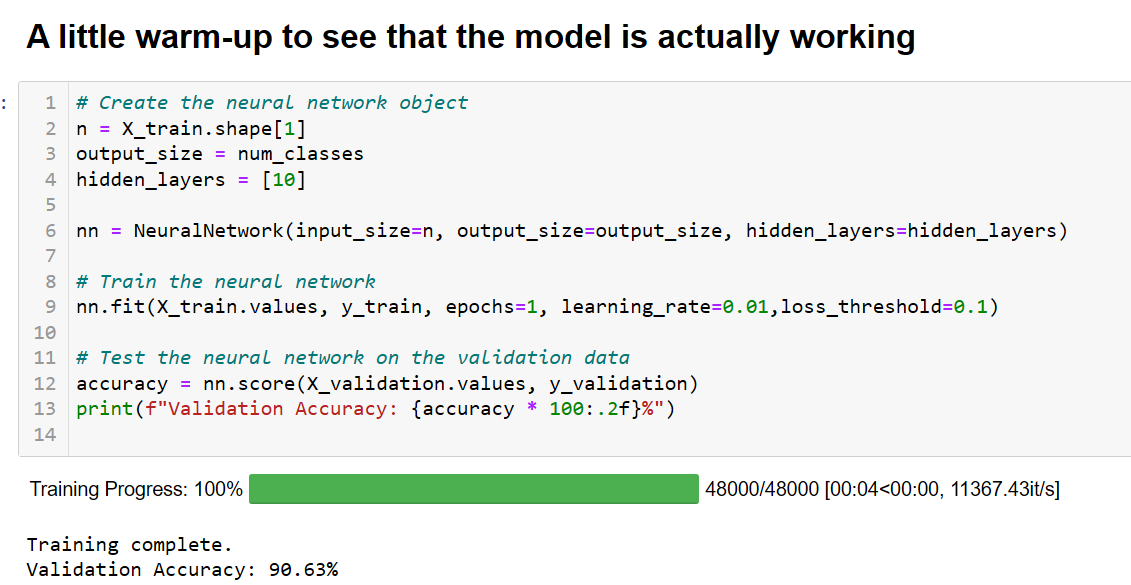 A little warm-up to see that the model is actually working
:
1 # Create the neural network object
2 n = X_train.shape[1]
3 output_size = num_classes
4 hidden_layers = [10]
5
6 nn = NeuralNetwork(input_size=n, output_size=output_size, hidden_layers=hidden_layers)
7
8 # Train the neural network
9 nn.fit(X_train.values, y_train, epochs=1, learning_rate=0.01,loss_threshold=0.1)
10
11 # Test the neural network on the validation data
12 accuracy = nn.score(X_validation.values, y_validation)
13 print(f"Validation Accuracy: {accuracy * 100:.2f}%")
14
Training Progress: 100% 48000/48000 [00:04<00:00, 11367.43it/s]
Training complete.
Validation Accuracy: 90.63%